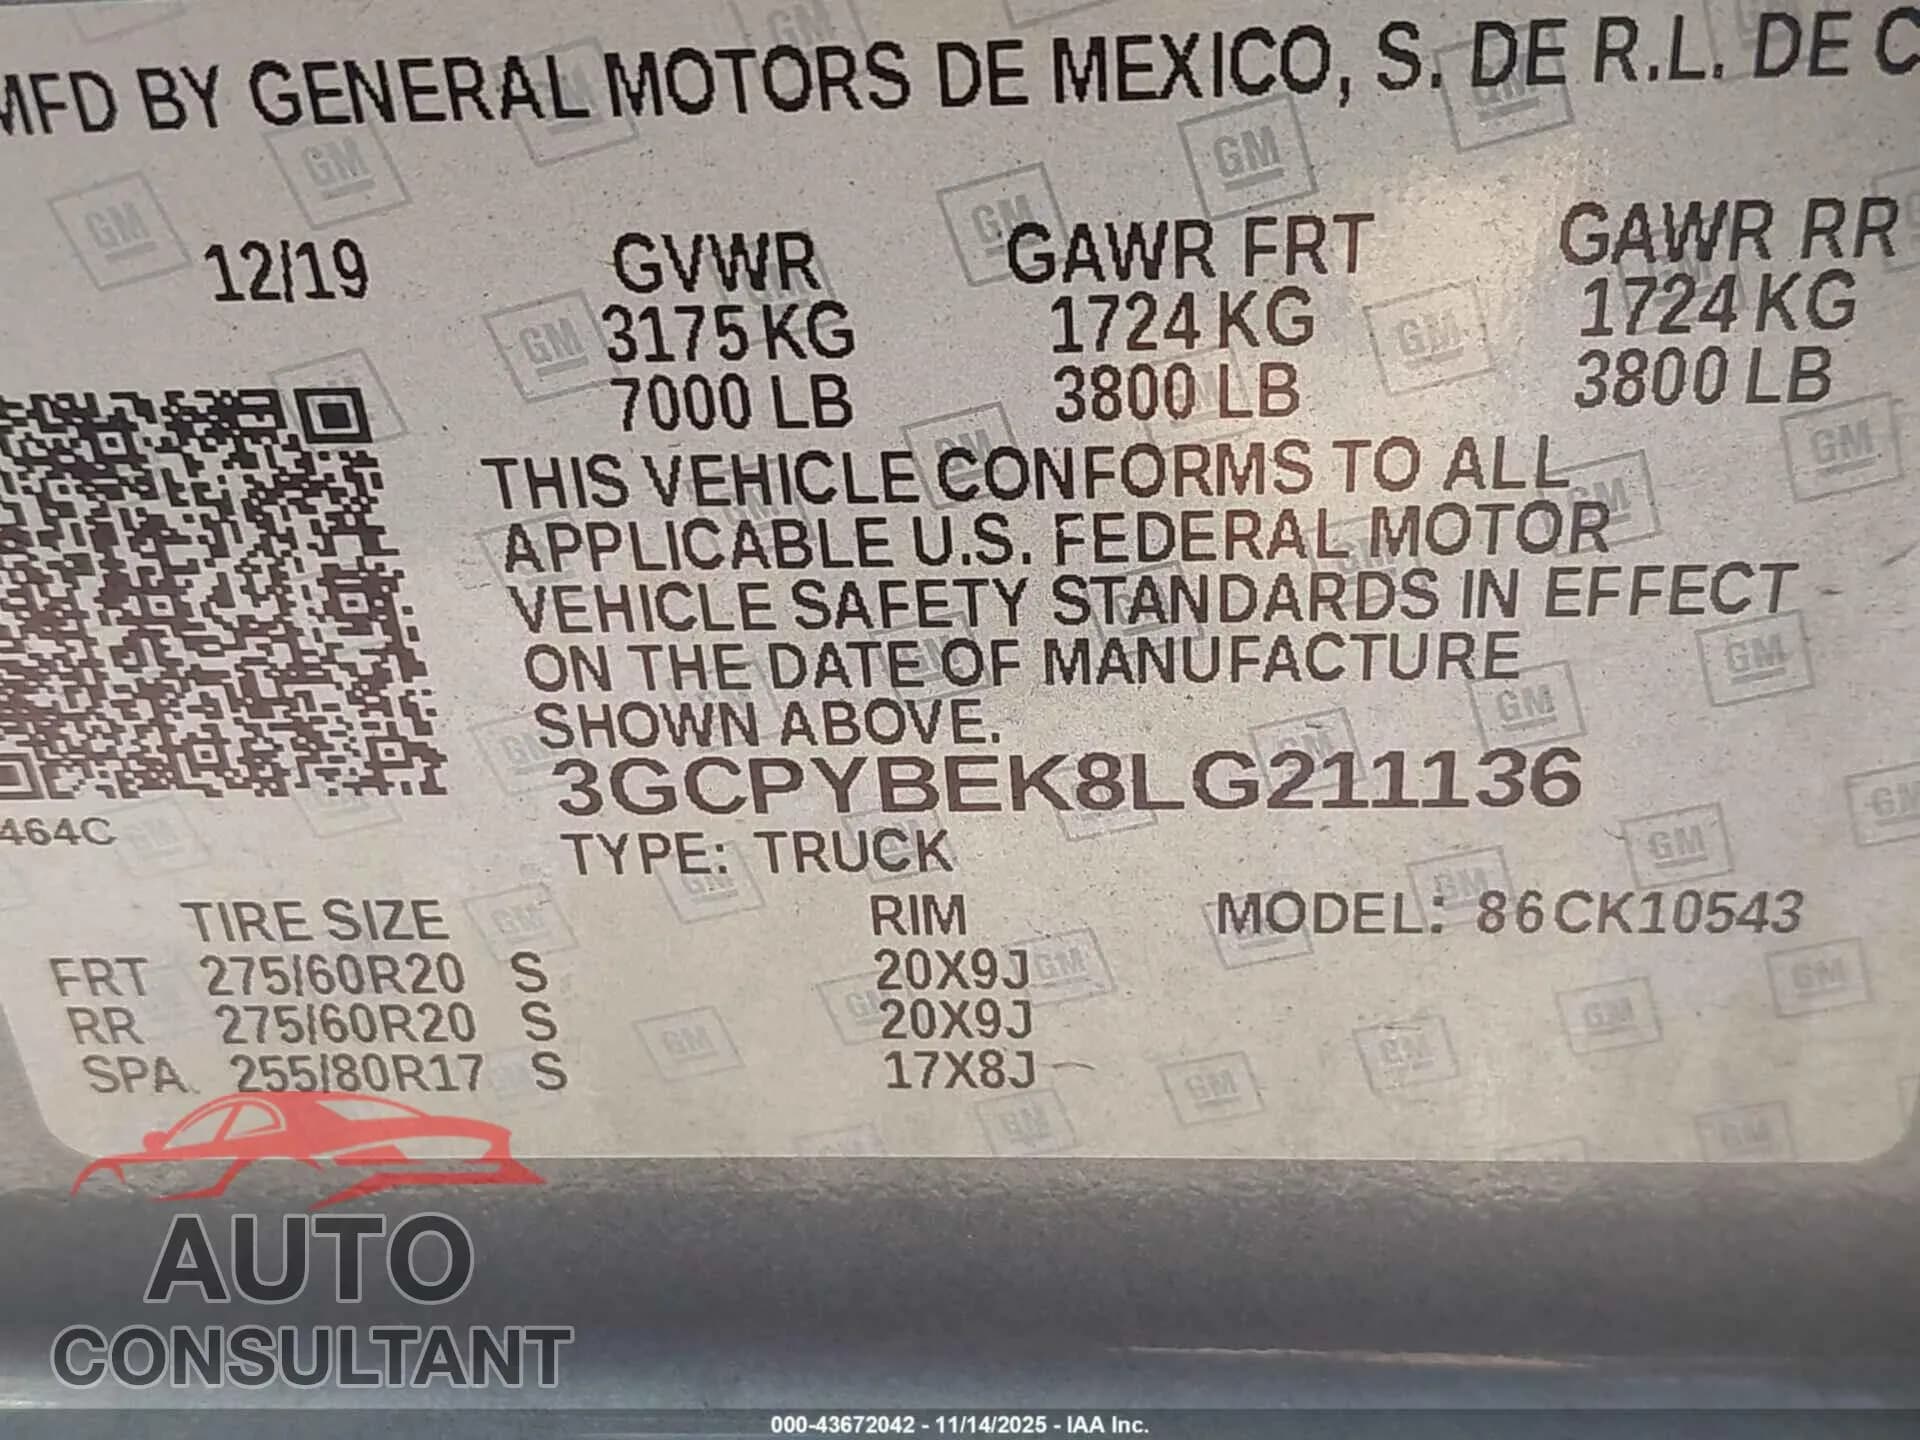 MFD BY GENERAL MOTORS DE MEXICO, S. DE R.L. DE C
12/19 GVWR GAWR FRT GAWR RR
3175 KG 1724 KG 1724 KG
7000 LB 3800 LB 3800 LB
THIS VEHICLE CONFORMS TO ALL
APPLICABLE U.S. FEDERAL MOTOR
VEHICLE SAFETY STANDARDS IN EFFECT
ON THE DATE OF MANUFACTURE
SHOWN ABOVE.
3GCPYBEK8LG211136
464C
TYPE: TRUCK
TIRE SIZE RIM MODEL: 86CK10543
FRT 275/60R20 S 20X9J
RR 275/60R20 S 20X9J
SPA 255/80R17 S 17X8J
AUTO
CONSULTANT
000-43672042 - 11/14/2025 - IAA Inc.